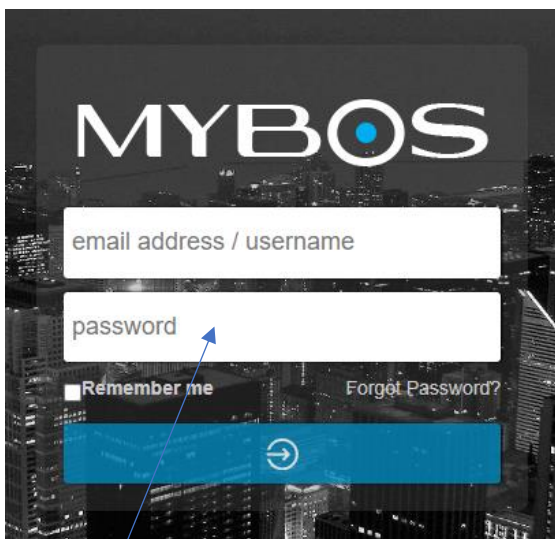 MYBOS
email address / username
password
Remember me
Forgot Password?